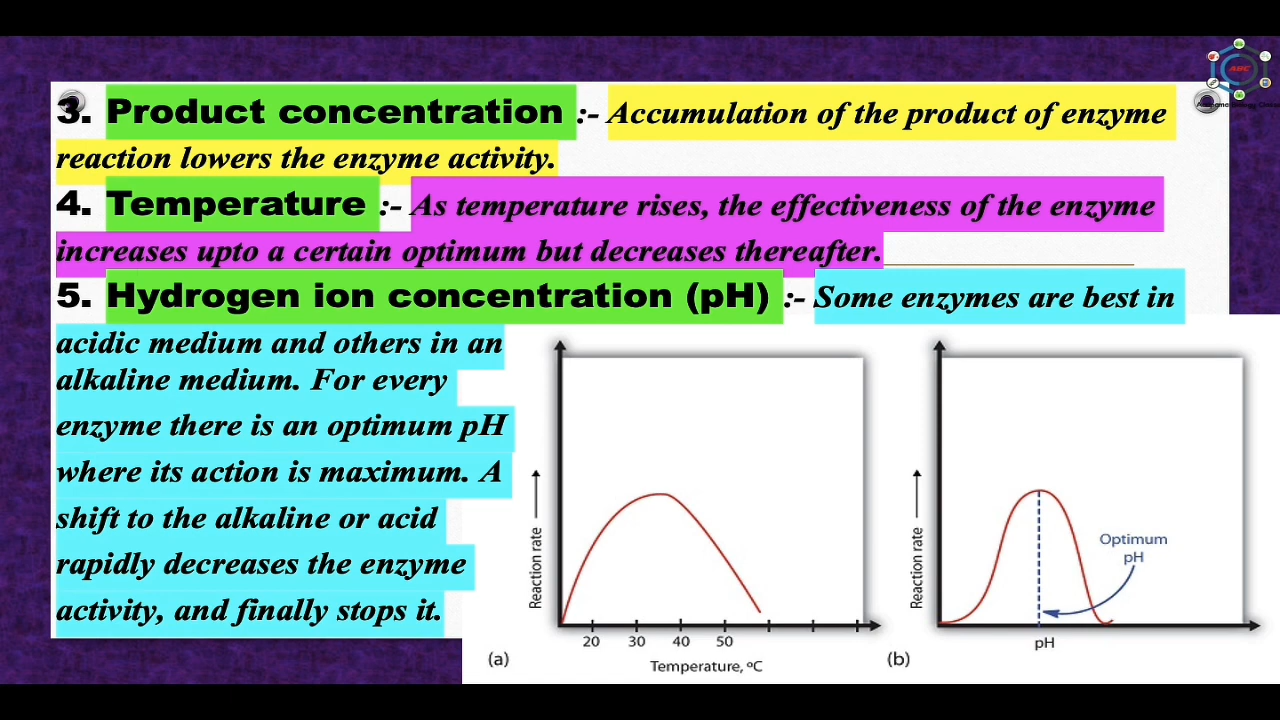 3. Product concentration :- Accumulation of the product of enzyme
reaction lowers the enzyme activity.
4. Temperature :- As temperature rises, the effectiveness of the enzyme
increases upto a certain optimum but decreases thereafter.
5. Hydrogen ion concentration (pH) :- Some enzymes are best in
acidic medium and others in an
alkaline medium. For every
enzyme there is an optimum pH
where its action is maximum. A
shift to the alkaline or acid
rapidly decreases the enzyme
activity, and finally stops it.
Reaction rate
20 30 40 50
Temperature, ºC
(a)
Reaction rate
Optimum
pH
pH
(b)
ABC